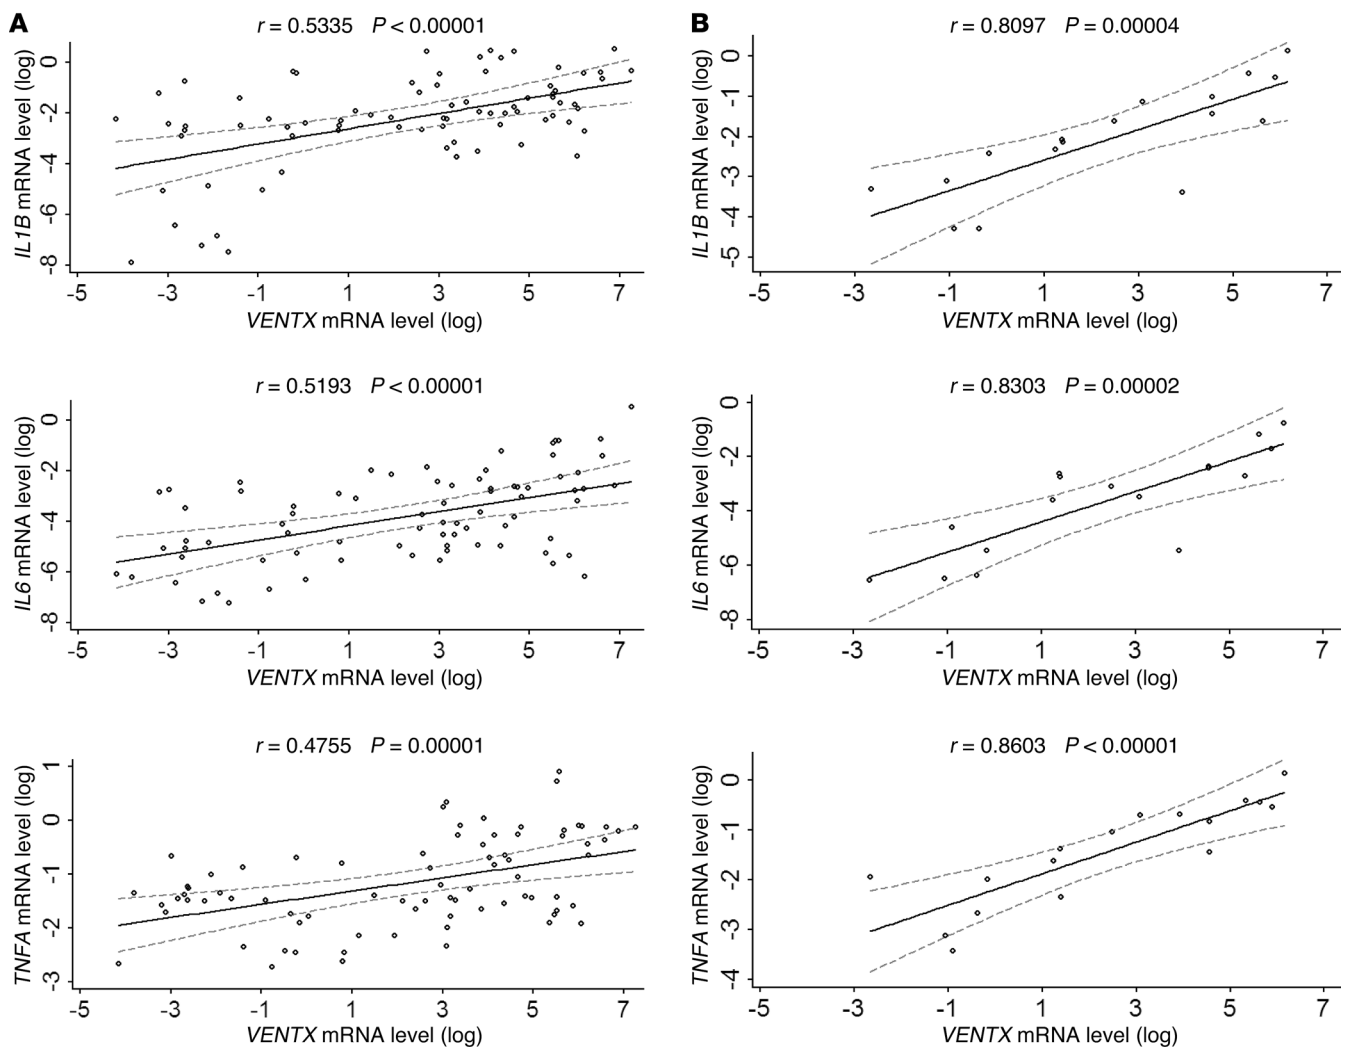 A
r = 0.5335 P < 0.00001
IL1B mRNA level (log)
0
-2
-4
-6
-8
-5 -3 -1 1 3 5 7
VENTX mRNA level (log)
B
r = 0.8097 P = 0.00004
IL1B mRNA level (log)
0
-1
-2
-3
-4
-5
-5 -3 -1 1 3 5 7
VENTX mRNA level (log)
r = 0.5193 P < 0.00001
IL6 mRNA level (log)
0
-2
-4
-6
-8
-5 -3 -1 1 3 5 7
VENTX mRNA level (log)
r = 0.8303 P = 0.00002
IL6 mRNA level (log)
0
-2
-4
-6
-8
-5 -3 -1 1 3 5 7
VENTX mRNA level (log)
r = 0.4755 P = 0.00001
TNFA mRNA level (log)
1
0
-1
-2
-3
-5 -3 -1 1 3 5 7
VENTX mRNA level (log)
r = 0.8603 P < 0.00001
TNFA mRNA level (log)
0
-1
-2
-3
-4
-5 -3 -1 1 3 5 7
VENTX mRNA level (log)